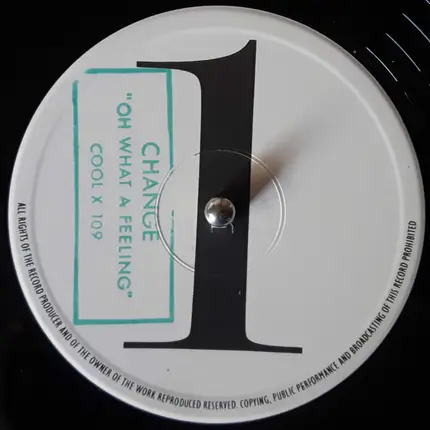 1
CHANGE
"OH WHAT A FEELING"
COOL X 109
ALL RIGHTS OF THE RECORD PRODUCER AND OF THE OWNER OF THE WORK REPRODUCED RESERVED. COPYING, PUBLIC PERFORMANCE AND BROADCASTING OF THIS RECORD PROHIBITED